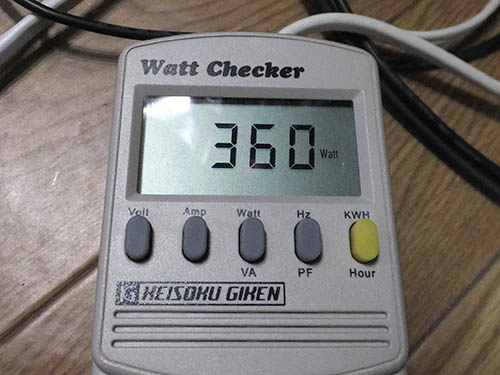 Watt Checker
360 Watt
Volt Amp Watt Hz KWH
VA PF Hour
KEISOKU GIKEN